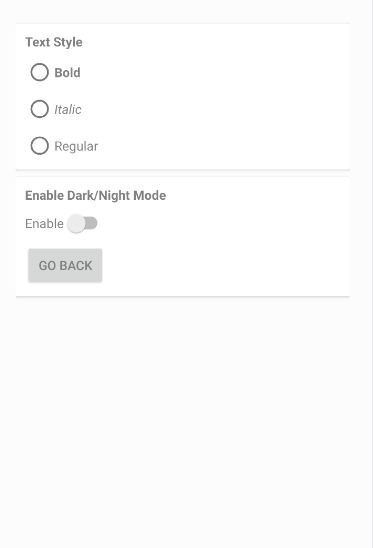 Text Style
Bold
Italic
Regular
Enable Dark/Night Mode
Enable
GO BACK